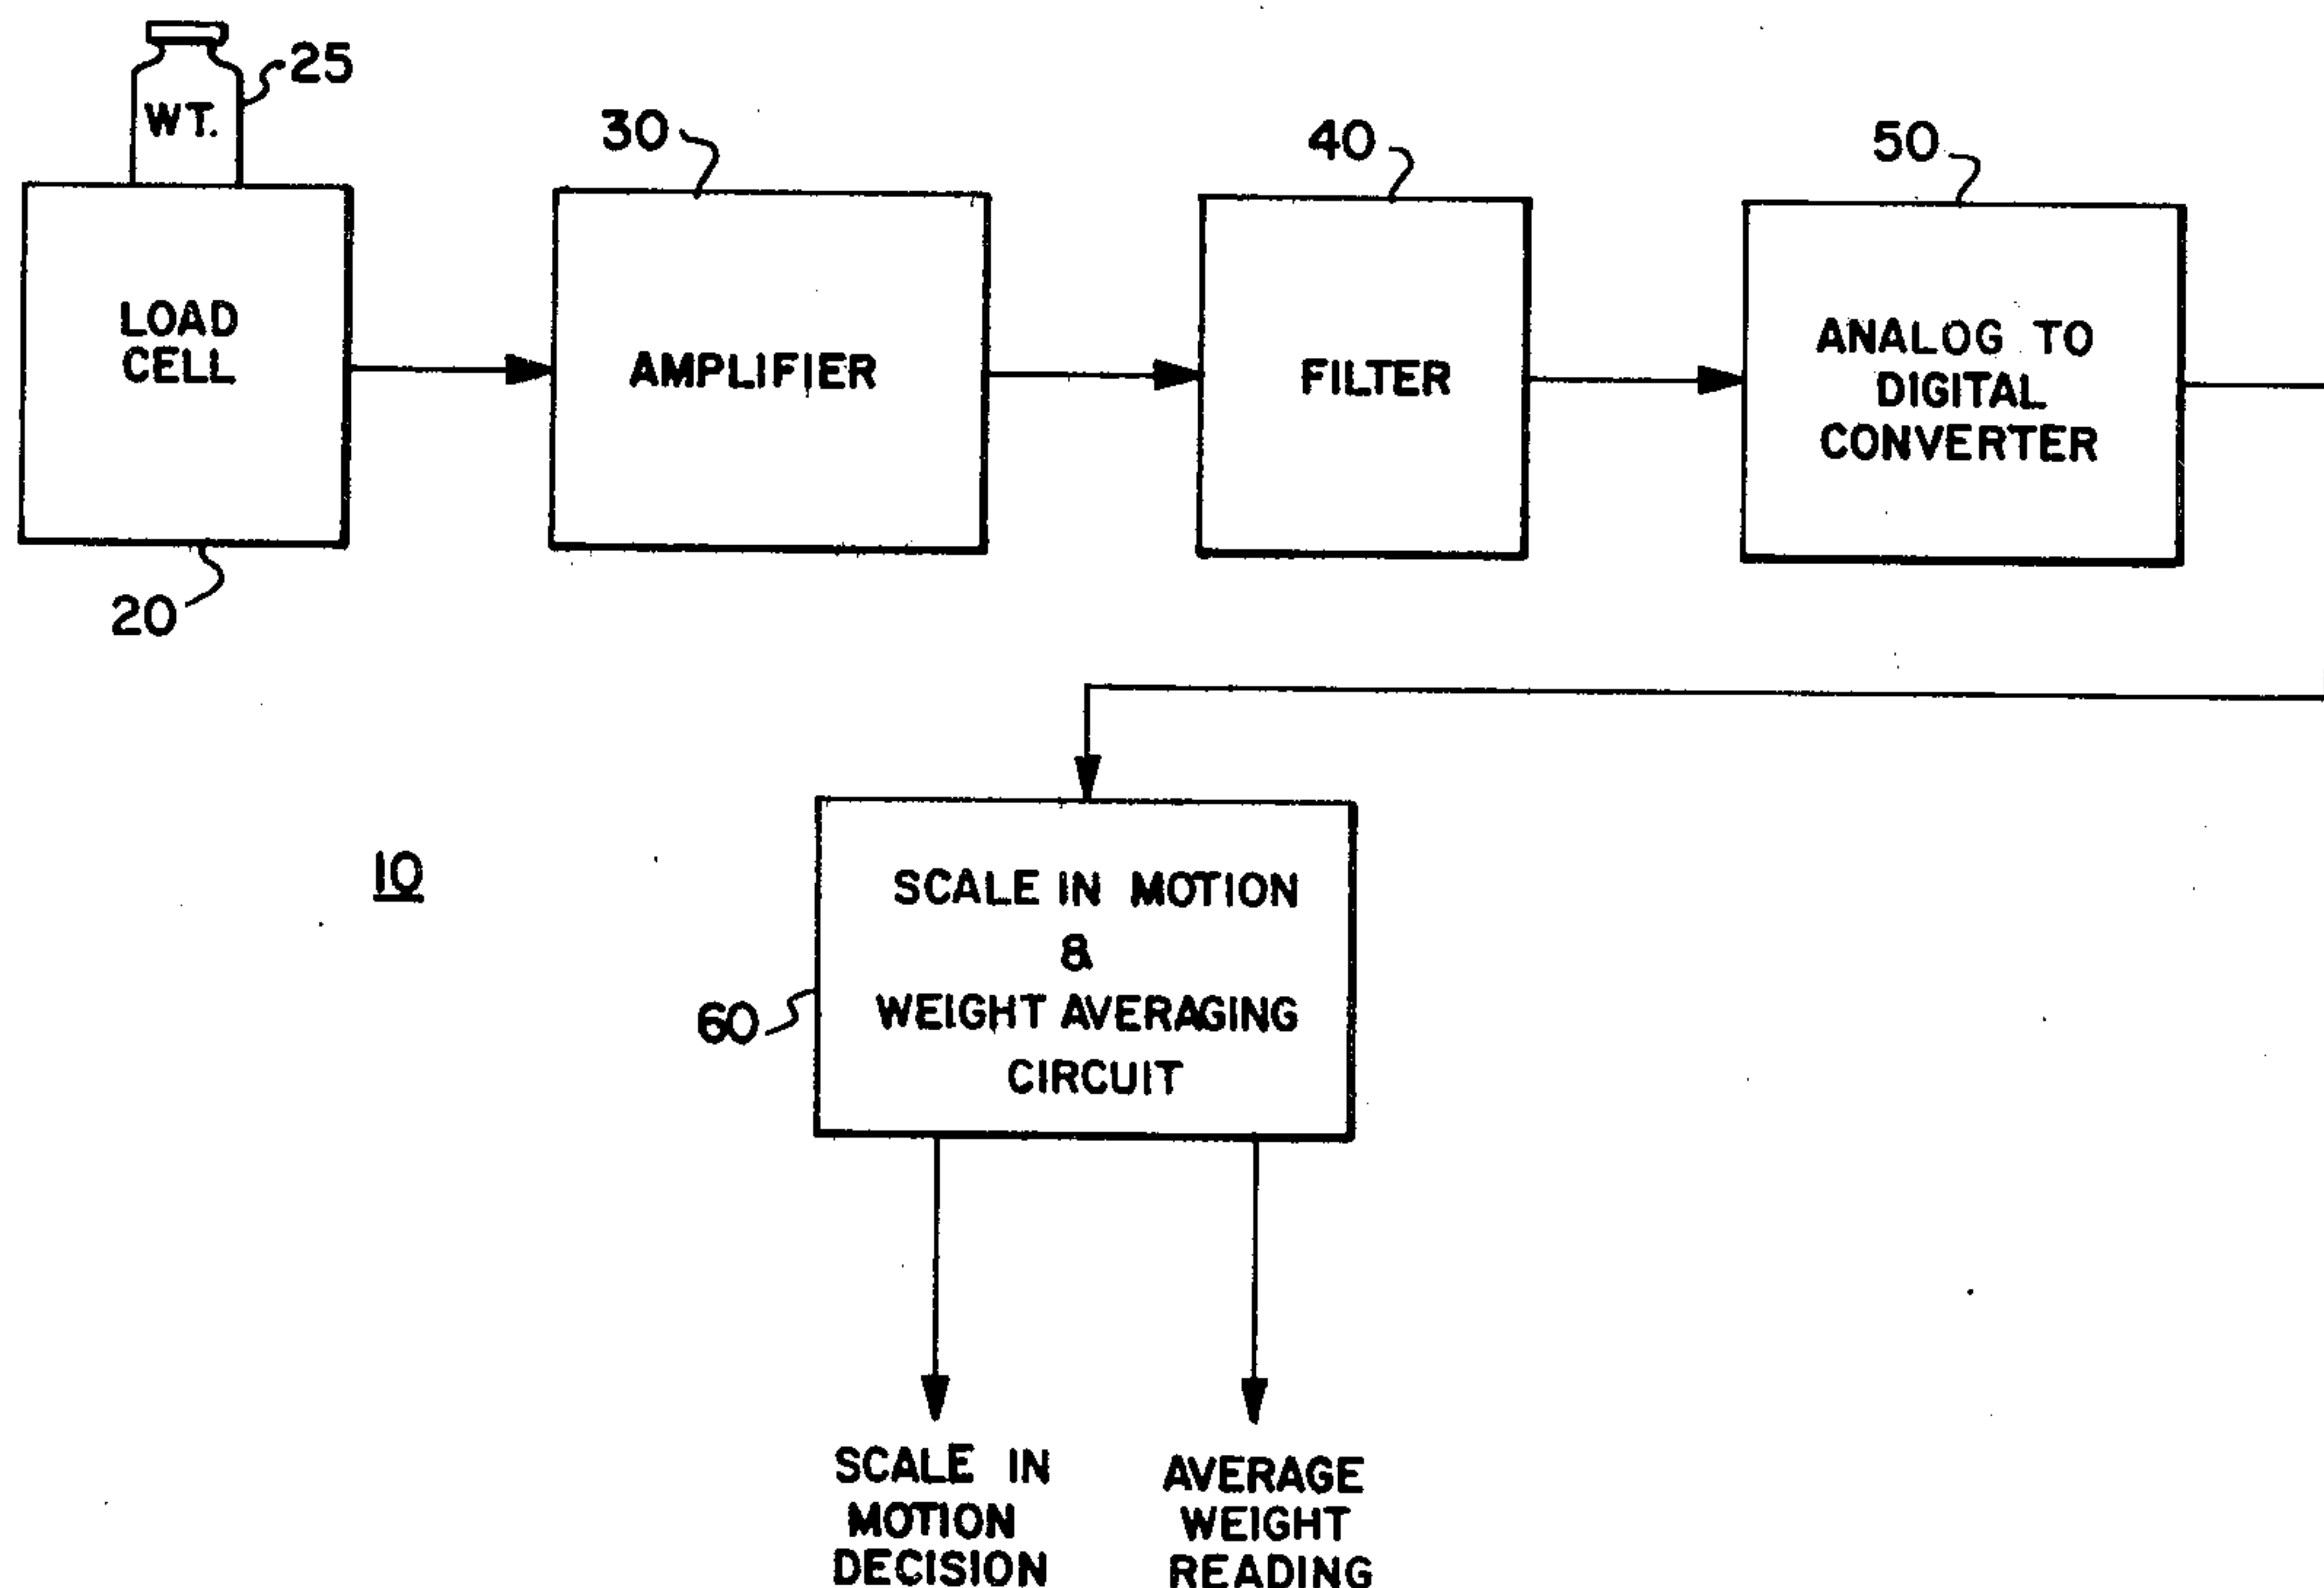 25
WT.
30
40
50
LOAD
CELL
AMPLIFIER
FILTER
ANALOG TO
DIGITAL
CONVERTER
20
10
SCALE IN MOTION
&
WEIGHT AVERAGING
CIRCUIT
60
SCALE IN
MOTION
DECISION
AVERAGE
WEIGHT
READING